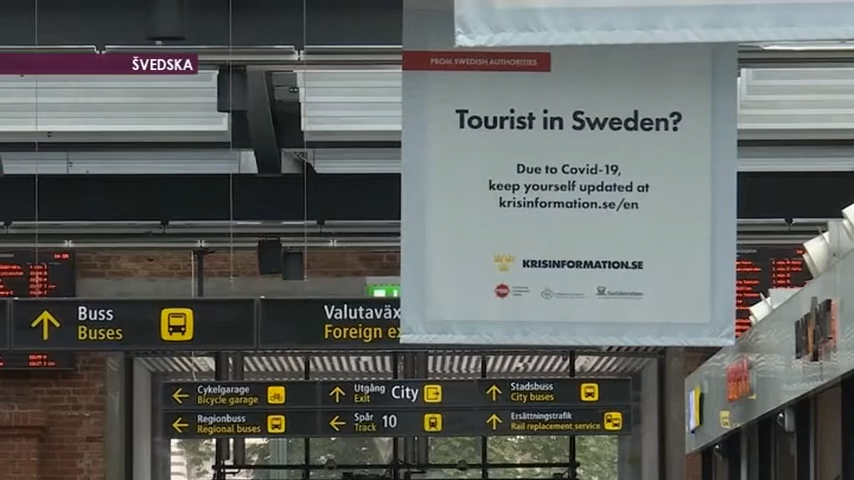 ŠVEDSKA
FROM SWEDISH AUTHORITIES
Tourist in Sweden?
Due to Covid-19,
keep yourself updated at
krisinformation.se/en
KRISINFORMATION.SE
Buss
Buses
Valutaväx
Foreign ex
Cykelgarage
Bicycle garage
Utgång City
Exit
Stadsbuss
City buses
Regionbuss
Regional buses
Spår 10
Track
Ersättningstrafik
Rail replacement service